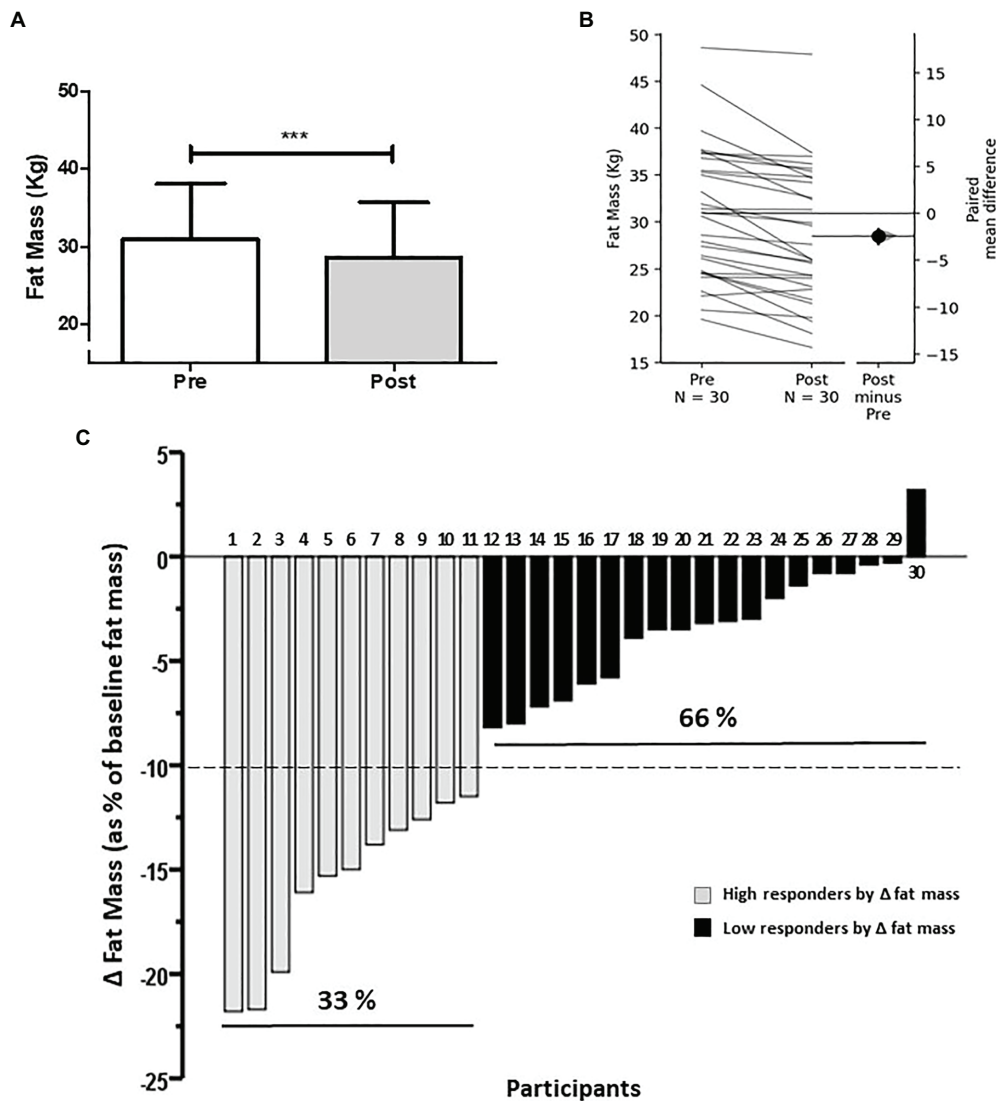 A
50
40
30
20
Fat Mass (Kg)
***
Pre
Post
B
50
45
40
35
30
25
20
15
Fat Mass (Kg)
15
10
5
0
−5
−10
−15
Paired
mean difference
Pre
N = 30
Post
N = 30
Post
minus
Pre
C
5
0
-5
-10
-15
-20
-25
Δ Fat Mass (as % of baseline fat mass)
1 2 3 4 5 6 7 8 9 10 11 12 13 14 15 16 17 18 19 20 21 22 23 24 25 26 27 28 29
30
66 %
33 %
High responders by Δ fat mass
Low responders by Δ fat mass
Participants